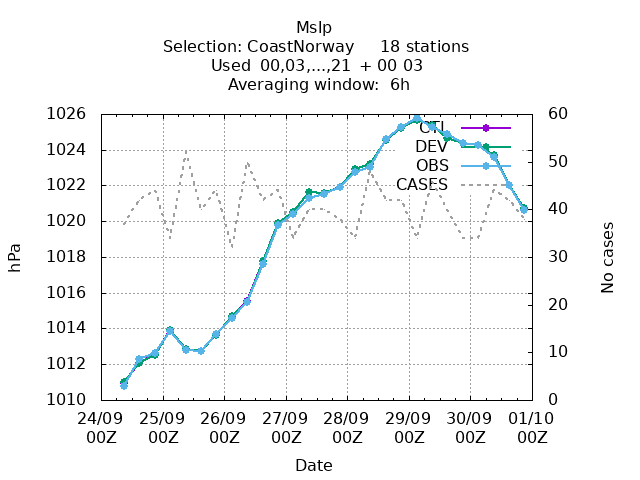 Mslp
Selection: CoastNorway 18 stations
Used 00,03,...,21 + 00 03
Averaging window: 6h
1026
1024
1022
1020
1018
1016
1014
1012
1010
hPa
60
50
40
30
20
10
0
No cases
CTL
DEV
OBS
CASES
24/09 25/09 26/09 27/09 28/09 29/09 30/09 01/10
00Z 00Z 00Z 00Z 00Z 00Z 00Z 00Z
Date